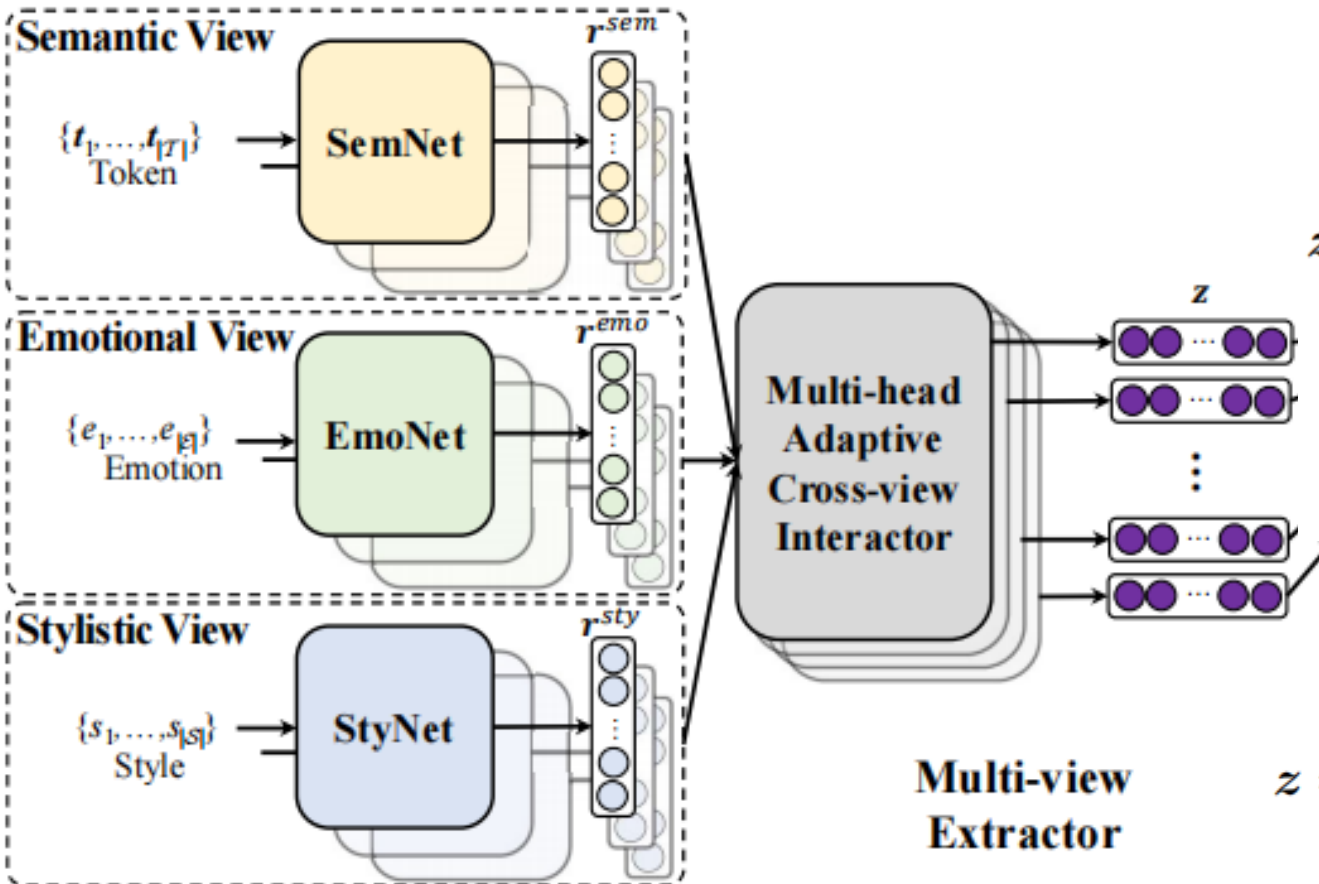 Semantic View
r^{sem}
{t_1,…,t_{|T|}}
Token
SemNet
Emotional View
r^{emo}
{e_1,…,e_{|ε|}}
Emotion
EmoNet
Stylistic View
r^{sty}
{s_1,…,s_{|S|}}
Style
StyNet
Multi-head
Adaptive
Cross-view
Interactor
z
z
Multi-view
Extractor
z